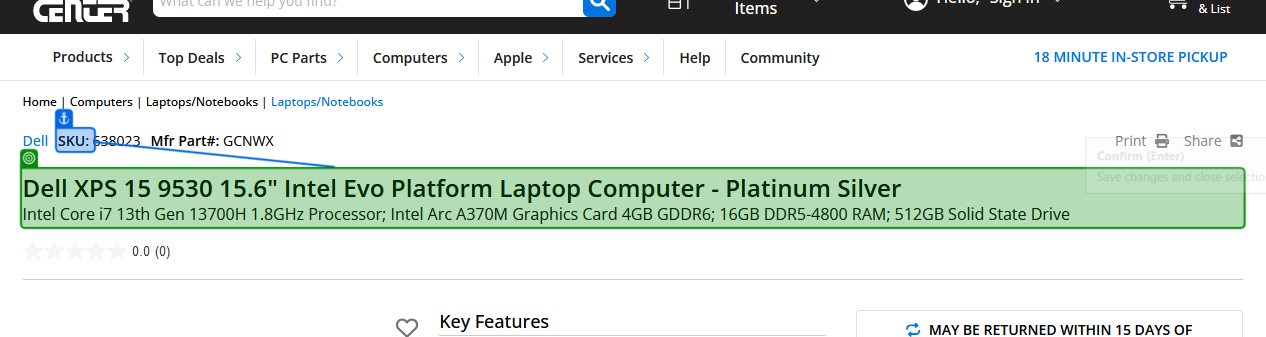 CENTER
What can we help you find?
Items
Hello, Sign In
& List
Products
Top Deals
PC Parts
Computers
Apple
Services
Help
Community
18 MINUTE IN-STORE PICKUP
Home | Computers | Laptops/Notebooks | Laptops/Notebooks
Dell SKU: 638023 Mfr Part#: GCNWX
Print Share
Confirm (Enter)
Save changes and close selectio
Dell XPS 15 9530 15.6" Intel Evo Platform Laptop Computer - Platinum Silver
Intel Core i7 13th Gen 13700H 1.8GHz Processor; Intel Arc A370M Graphics Card 4GB GDDR6; 16GB DDR5-4800 RAM; 512GB Solid State Drive
0.0 (0)
Key Features
MAY BE RETURNED WITHIN 15 DAYS OF